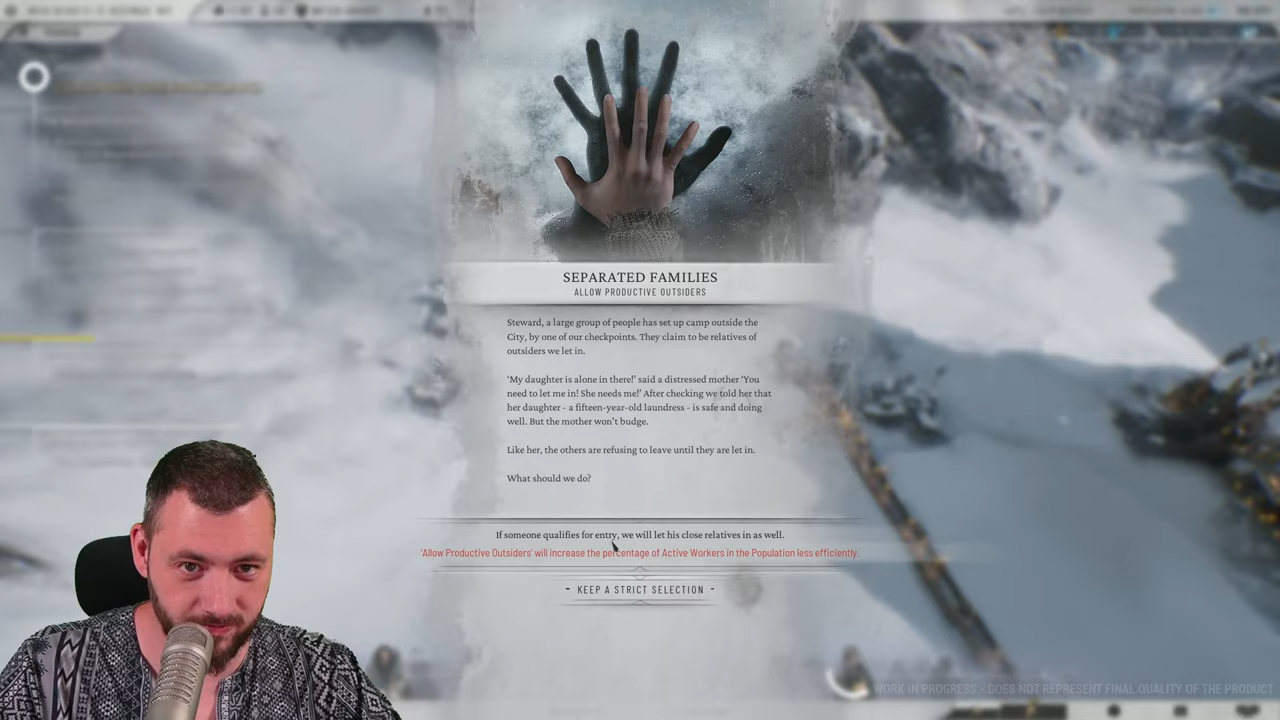 SEPARATED FAMILIES
ALLOW PRODUCTIVE OUTSIDERS
Steward, a large group of people has set up camp outside the
City, by one of our checkpoints. They claim to be relatives of
outsiders we let in.
‘My daughter is alone in there!’ said a distressed mother ‘You
need to let me in! She needs me!’ After checking we told her that
her daughter - a fifteen-year-old laundress - is safe and doing
well. But the mother won’t budge.
Like her, the others are refusing to leave until they are let in.
What should we do?
If someone qualifies for entry, we will let his close relatives in as well.
'Allow Productive Outsiders' will increase the percentage of Active Workers in the Population less efficiently.
- KEEP A STRICT SELECTION -
WORK IN PROGRESS - DOES NOT REPRESENT FINAL QUALITY OF THE PRODUCT